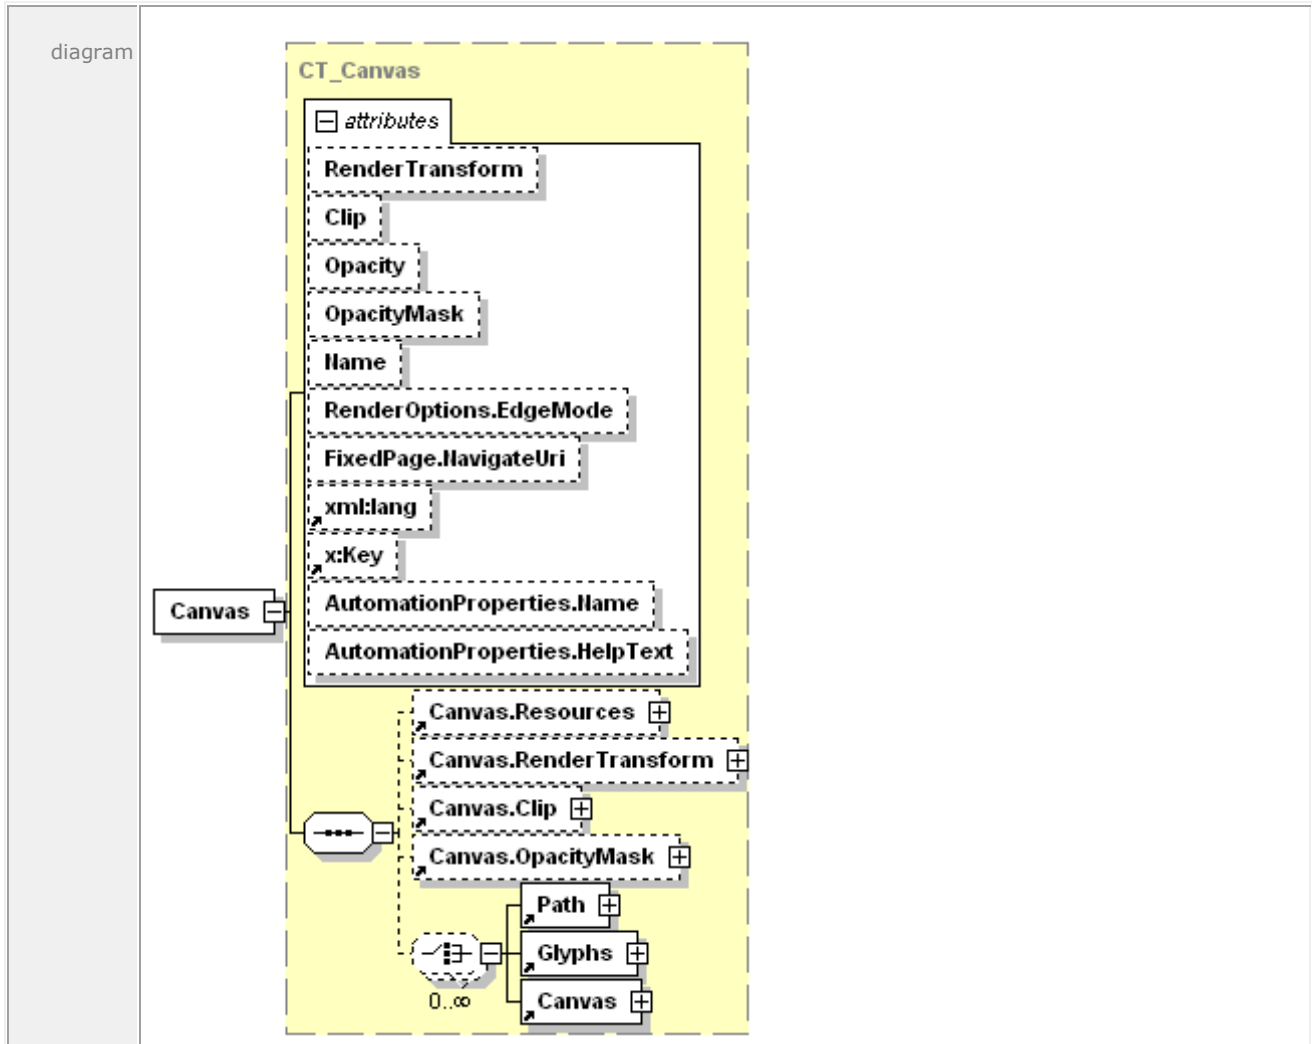 diagram
CT_Canvas
attributes
RenderTransform
Clip
Opacity
OpacityMask
Name
RenderOptions.EdgeMode
FixedPage.NavigateUri
xml:lang
x:Key
AutomationProperties.Name
Canvas
AutomationProperties.HelpText
Canvas.Resources
Canvas.RenderTransform
Canvas.Clip
Canvas.OpacityMask
Path
Glyphs
0..∞
Canvas